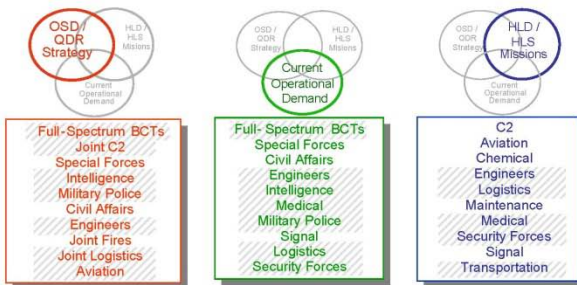 OSD /
QDR
Strategy
HLD /
HLS
Misions
Current
Operational
Demand
Full-Spectrum BCTs
Joint C2
Special Forces
Intelligence
Military Police
Civil Affairs
Engineers
Joint Fires
Joint Logistics
Aviation
OSD /
QDR
Strategy
HLD /
HLS
Missions
Current
Operational
Demand
Full- Spectrum BCTs
Special Forces
Civil Affairs
Engineers
Intelligence
Medical
Military Police
Signal
Logistics
Security Forces
OSD /
QDR
Strategy
HLD /
HLS
Missions
Current
Operational
Demand
C2
Aviation
Chemical
Engineers
Logistics
Maintenance
Medical
Security Forces
Signal
Transportation